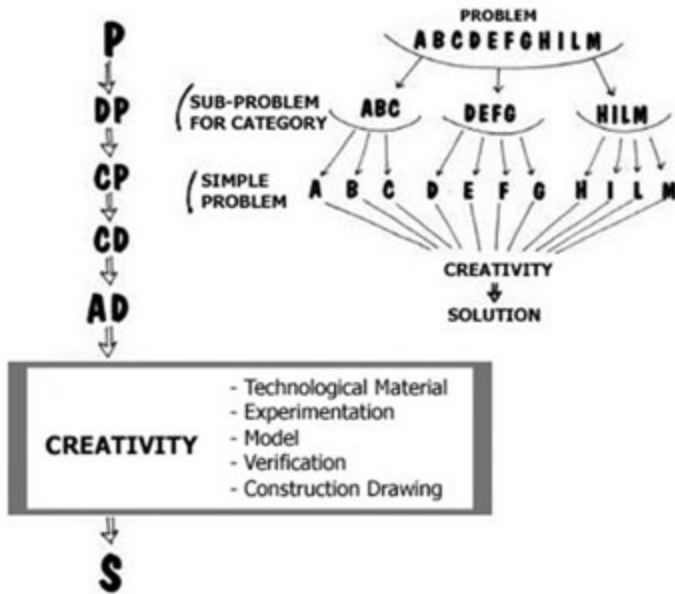 P
DP
CP
CD
AD
CREATIVITY
- Technological Material
- Experimentation
- Model
- Verification
- Construction Drawing
S
PROBLEM
ABCDEFGHILM
SUB-PROBLEM
FOR CATEGORY
ABC DEFG HILM
SIMPLE
PROBLEM
A B C D E F G H I L M
CREATIVITY
SOLUTION